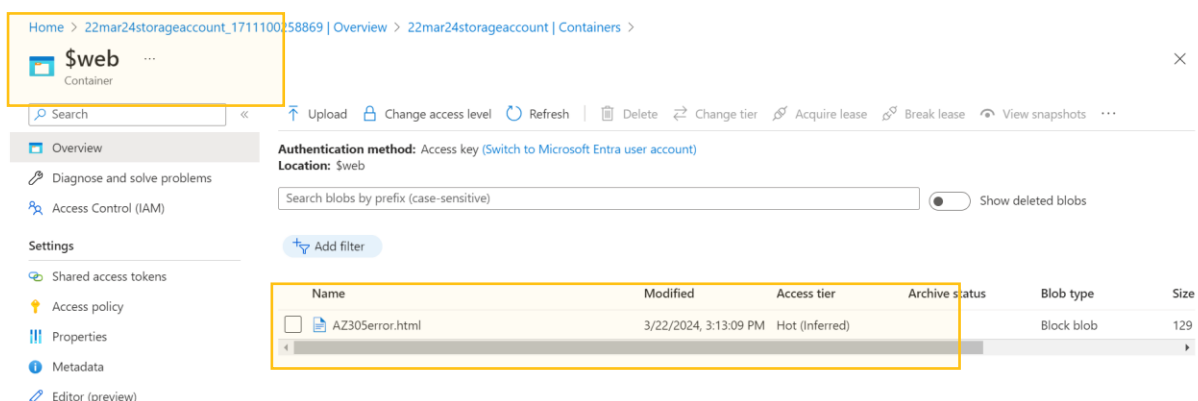 Home > 22mar24storageaccount_1711100258869 | Overview > 22mar24storageaccount | Containers >
$web ...
Container
Search «
Upload Change access level Refresh Delete Change tier Acquire lease Break lease View snapshots ...
Overview
Diagnose and solve problems
Access Control (IAM)
Settings
Shared access tokens
Access policy
Properties
Metadata
Editor (preview)
Authentication method: Access key (Switch to Microsoft Entra user account)
Location: $web
Search blobs by prefix (case-sensitive)
Show deleted blobs
Add filter
Name Modified Access tier Archive status Blob type Size
AZ305error.html 3/22/2024, 3:13:09 PM Hot (Inferred) Block blob 129